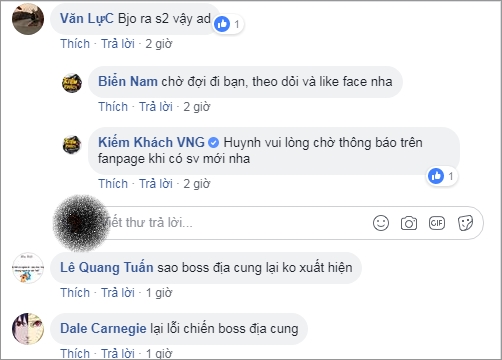 Văn LựC Bjo ra s2 vậy ad
1
Thích · Trả lời · 2 giờ
Biển Nam chờ đợi đi bạn, theo dỏi và like face nha
Thích · Trả lời · 2 giờ
Kiếm Khách VNG Huynh vui lòng chờ thông báo trên
fanpage khi có sv mới nha
1
Thích · Trả lời · 2 giờ
thư trả lời...
GIF
Lê Quang Tuấn sao boss địa cung lại ko xuất hiện
Thích · Trả lời · 1 giờ
Dale Carnegie lại lỗi chiến boss địa cung
Thích · Trả lời · 1 giờ